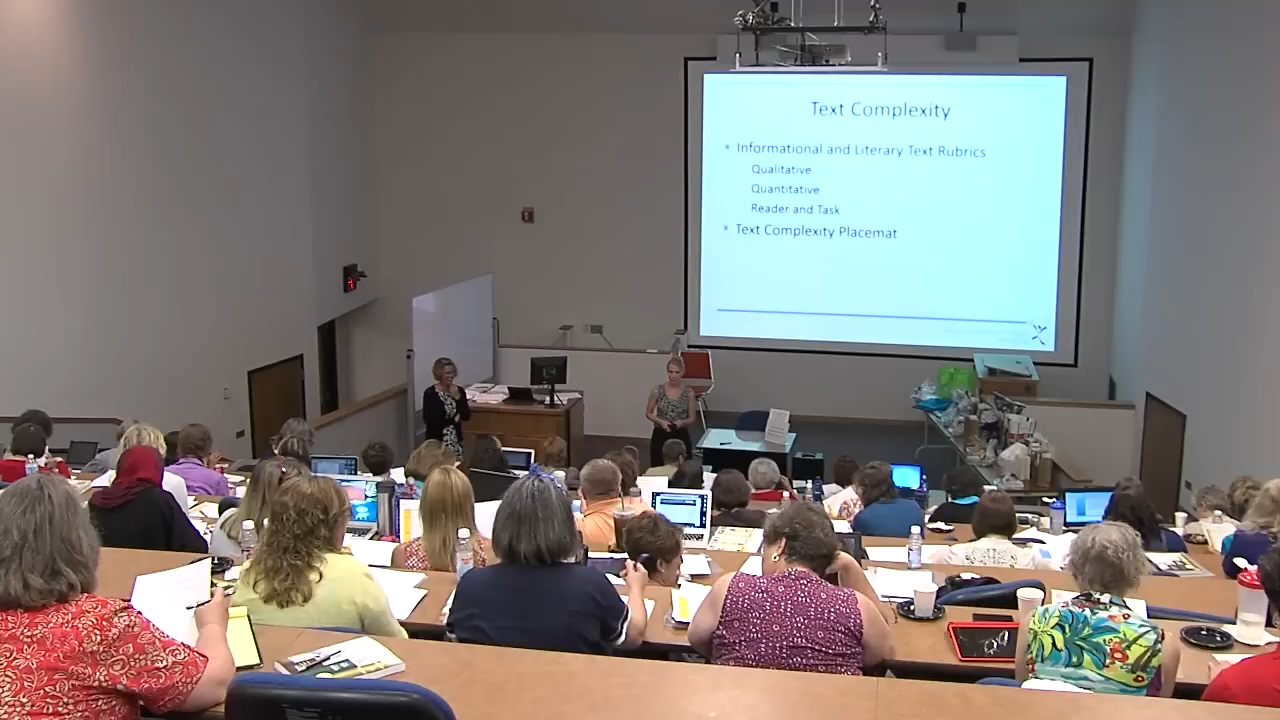 Text Complexity
* Informational and Literary Text Rubrics
Qualitative
Quantitative
Reader and Task
* Text Complexity Placemat